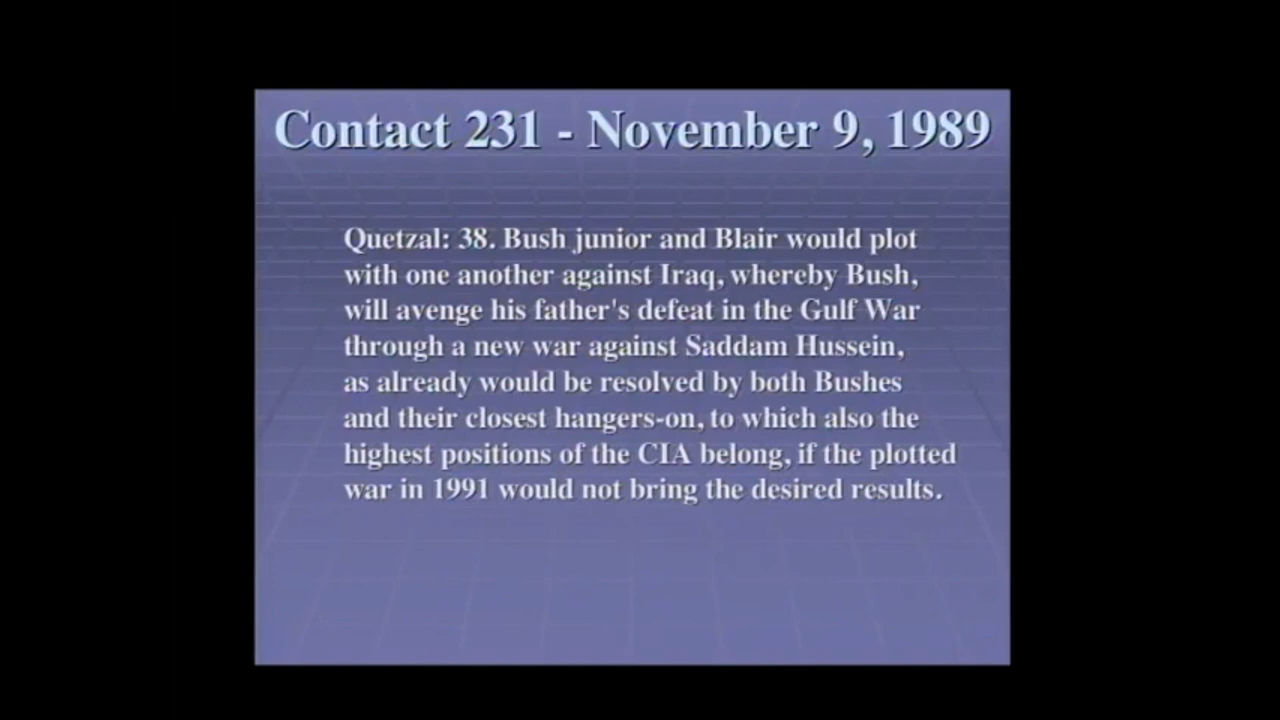 Contact 231 - November 9, 1989
Quetzal: 38. Bush junior and Blair would plot
with one another against Iraq, whereby Bush,
will avenge his father's defeat in the Gulf War
through a new war against Saddam Hussein,
as already would be resolved by both Bushes
and their closest hangers-on, to which also the
highest positions of the CIA belong, if the plotted
war in 1991 would not bring the desired results.